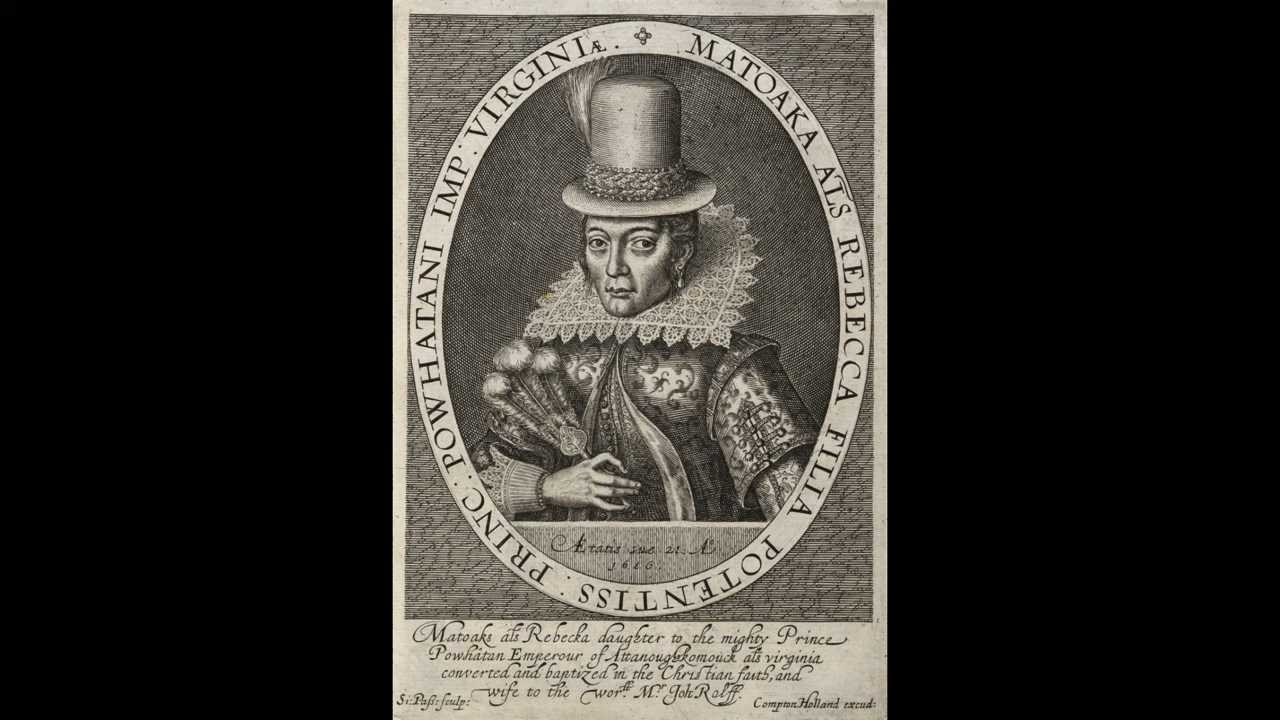 MATOAKA ALS REBECCA FILIA POTENTISS : PRINC : POWHATANI IMP : VIRGINIÆ .
Ætatis suæ 21. A°
1616.
Matoaks als Rebecka daughter to the mighty Prince
Powhatan Emperour of Attanoughkomouck als virginia
converted and baptized in the Christian faith, and
wife to the worff. Mr. Joh Rolff.
Si: Paß: sculp:
Compton Holland excud: